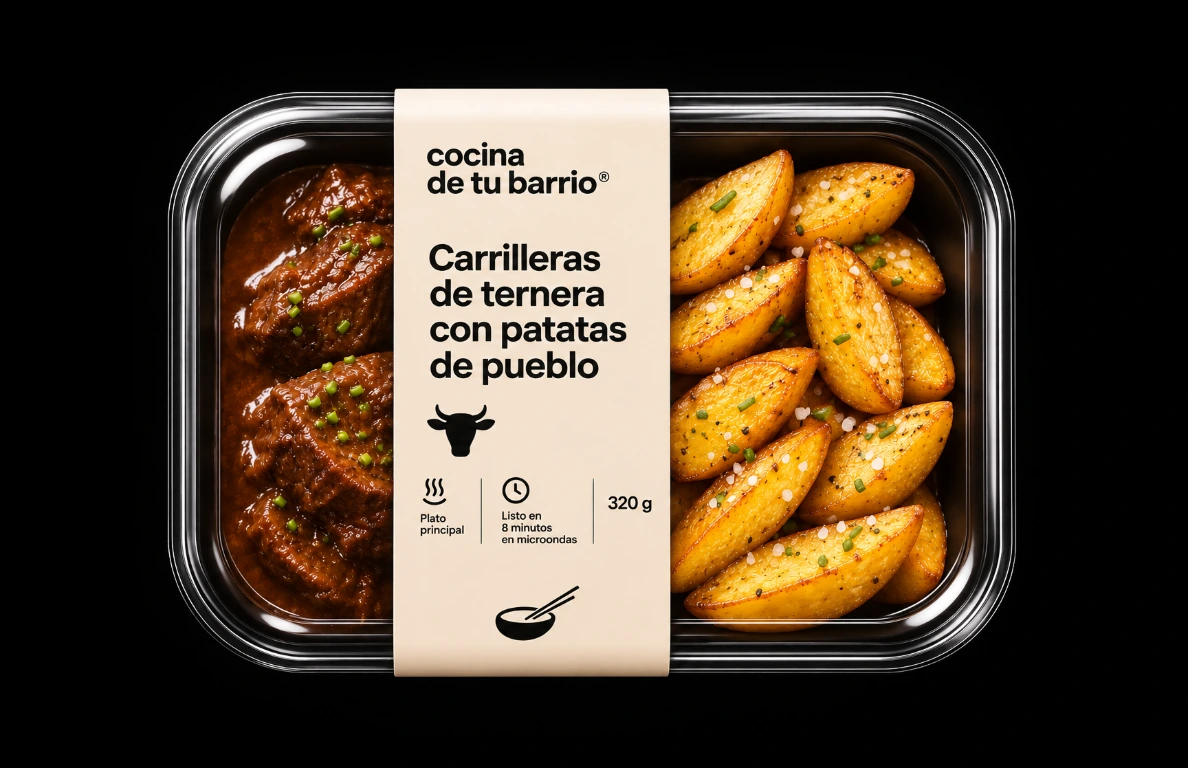 cocina
de tu barrio®
Carrilleras
de ternera
con patatas
de pueblo
Plato
principal
Listo en
8 minutos
en microondas
320 g